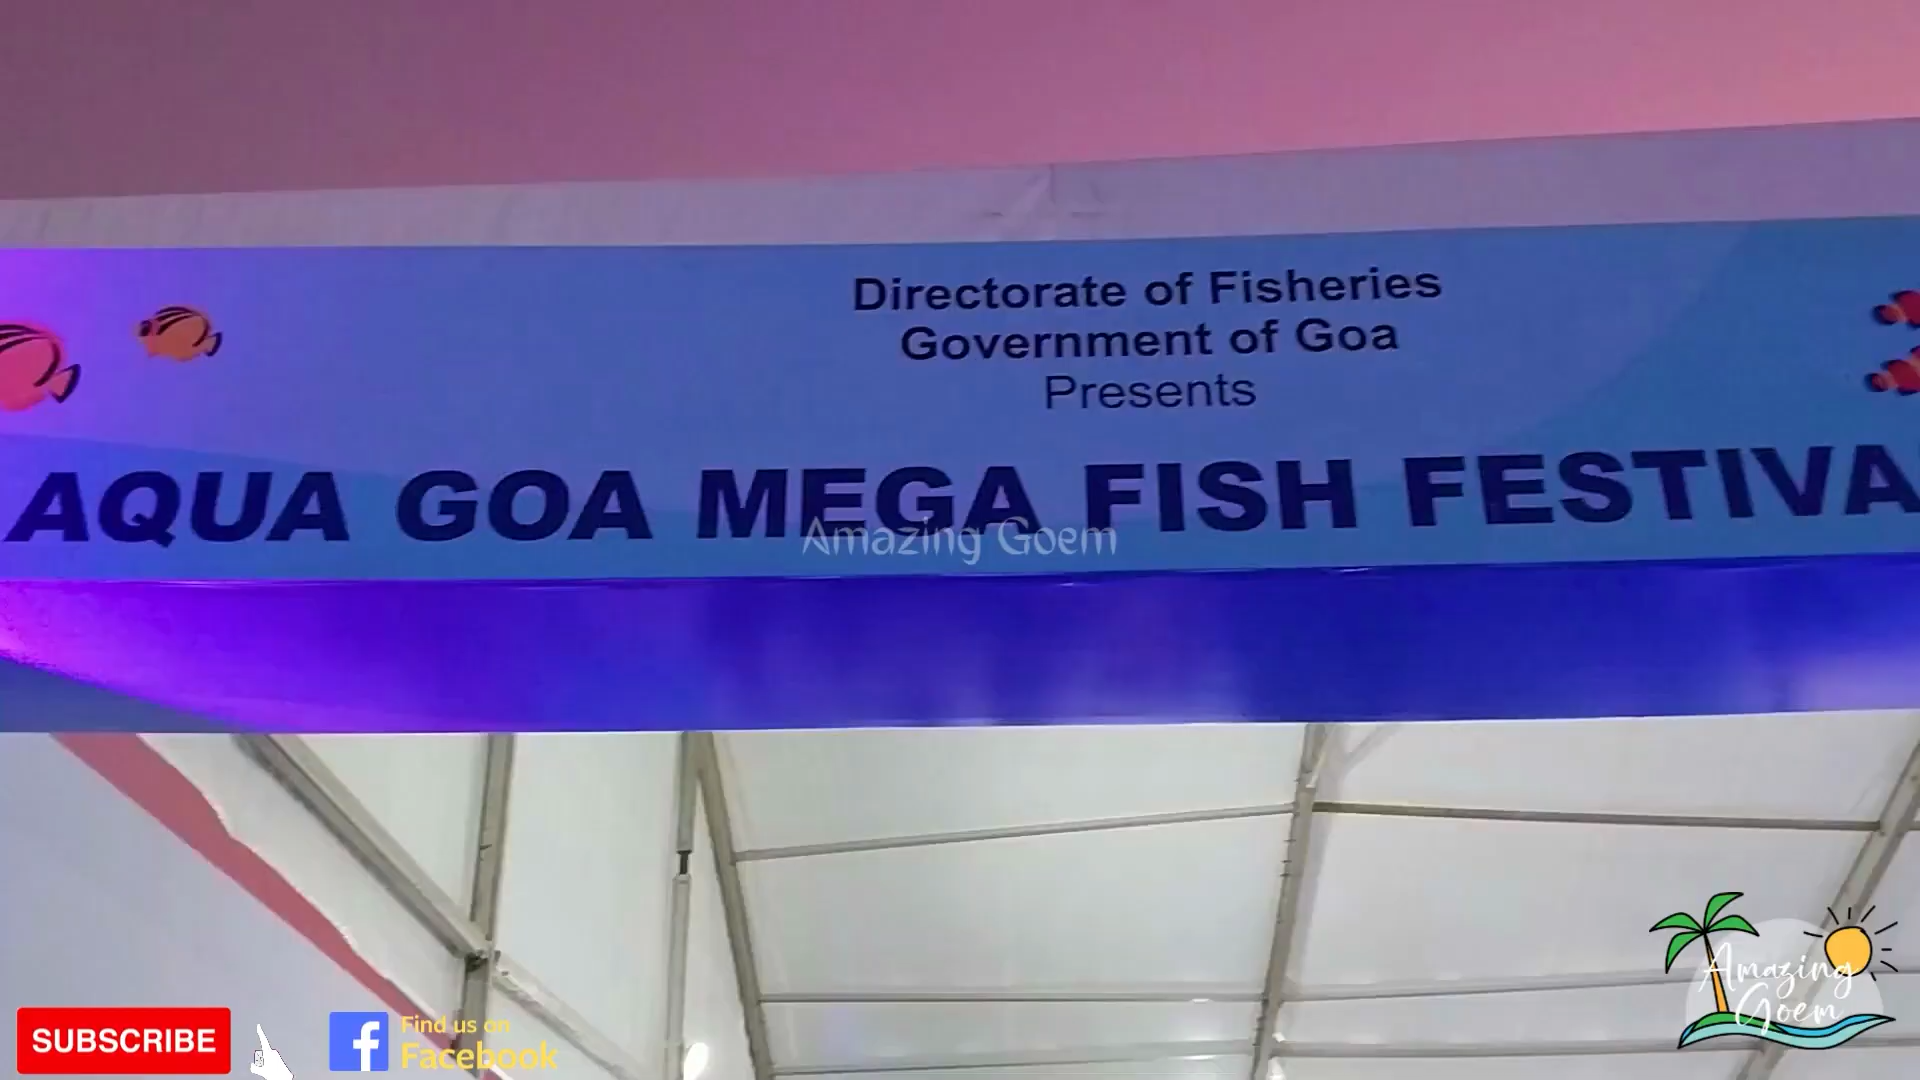 Directorate of Fisheries
Government of Goa
Presents
AQUA GOA MEGA FISH FESTIVA
Amazing Goem
Amazing
Goem
SUBSCRIBE
Find us on
Facebook